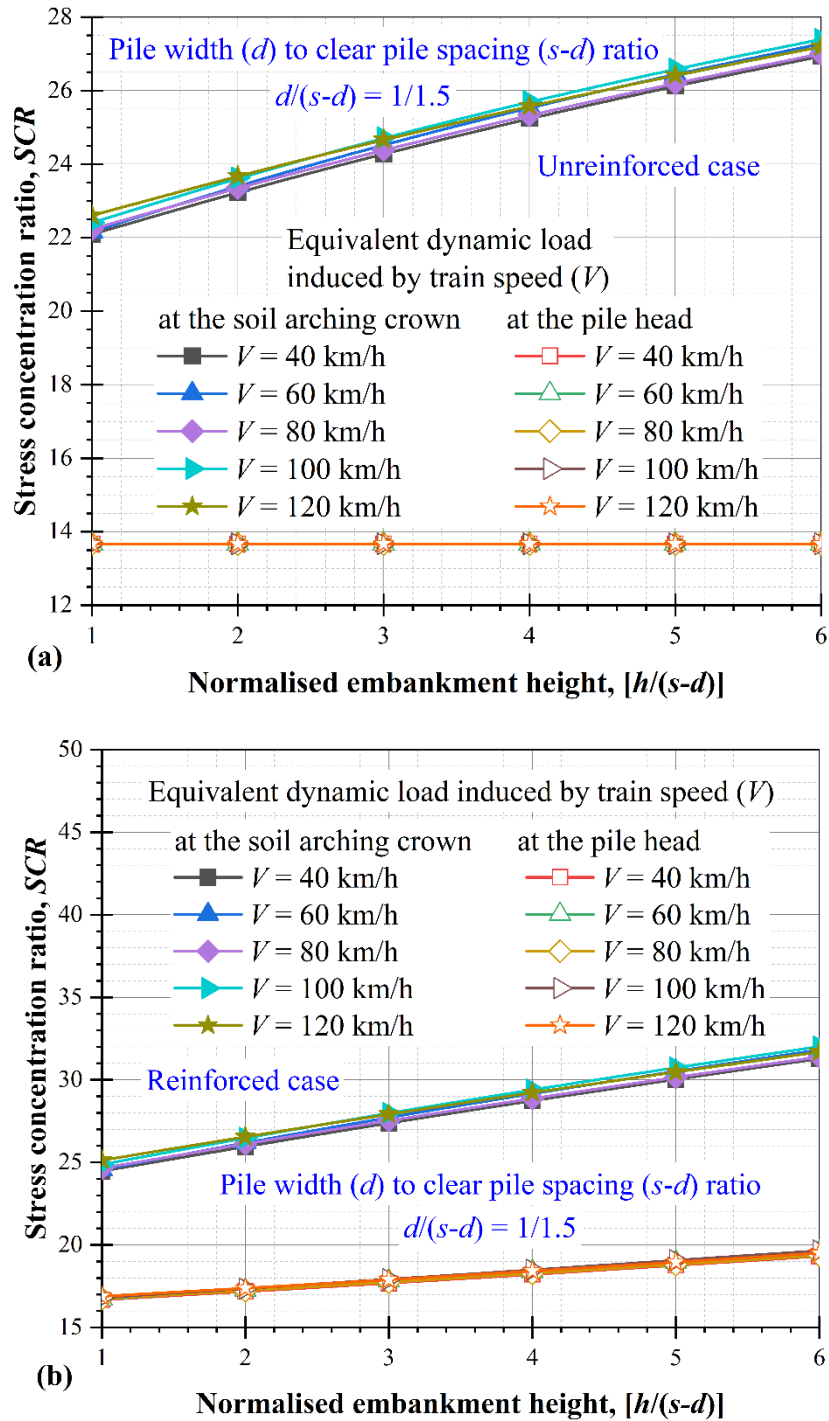 28
26
24
22
20
18
16
14
12
Stress concentration ratio, SCR
Pile width (d) to clear pile spacing (s-d) ratio
d/(s-d) = 1/1.5
Unreinforced case
Equivalent dynamic load
induced by train speed (V)
at the soil arching crown at the pile head
V = 40 km/h V = 40 km/h
V = 60 km/h V = 60 km/h
V = 80 km/h V = 80 km/h
V = 100 km/h V = 100 km/h
V = 120 km/h V = 120 km/h
1 2 3 4 5 6
(a)
Normalised embankment height, [h/(s-d)]
50
45
40
35
30
25
20
15
Stress concentration ratio, SCR
Equivalent dynamic load induced by train speed (V)
at the soil arching crown at the pile head
V = 40 km/h V = 40 km/h
V = 60 km/h V = 60 km/h
V = 80 km/h V = 80 km/h
V = 100 km/h V = 100 km/h
V = 120 km/h V = 120 km/h
Reinforced case
Pile width (d) to clear pile spacing (s-d) ratio
d/(s-d) = 1/1.5
1 2 3 4 5 6
(b)
Normalised embankment height, [h/(s-d)]